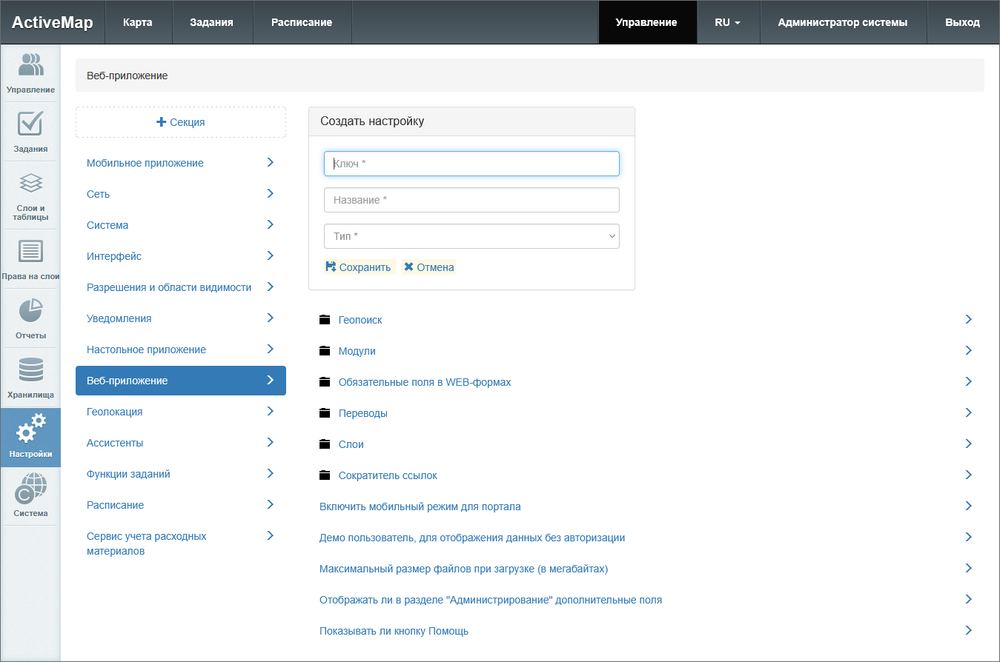 ActiveMap
Карта
Задания
Расписание
Управление
RU
Администратор системы
Выход
Управление
Задания
Слои и
таблицы
Права на слои
Отчеты
Хранилища
Настройки
Система
Веб-приложение
Секция
Мобильное приложение
Сеть
Система
Интерфейс
Разрешения и области видимости
Уведомления
Настольное приложение
Веб-приложение
Геолокация
Ассистенты
Функции заданий
Расписание
Сервис учета расходных
материалов
Создать настройку
Ключ *
Название *
Тип *
Сохранить
Отмена
Геопоиск
Модули
Обязательные поля в WEB-формах
Переводы
Слои
Сократитель ссылок
Включить мобильный режим для портала
Демо пользователь, для отображения данных без авторизации
Максимальный размер файлов при загрузке (в мегабайтах)
Отображать ли в разделе "Администрирование" дополнительные поля
Показывать ли кнопку Помощь